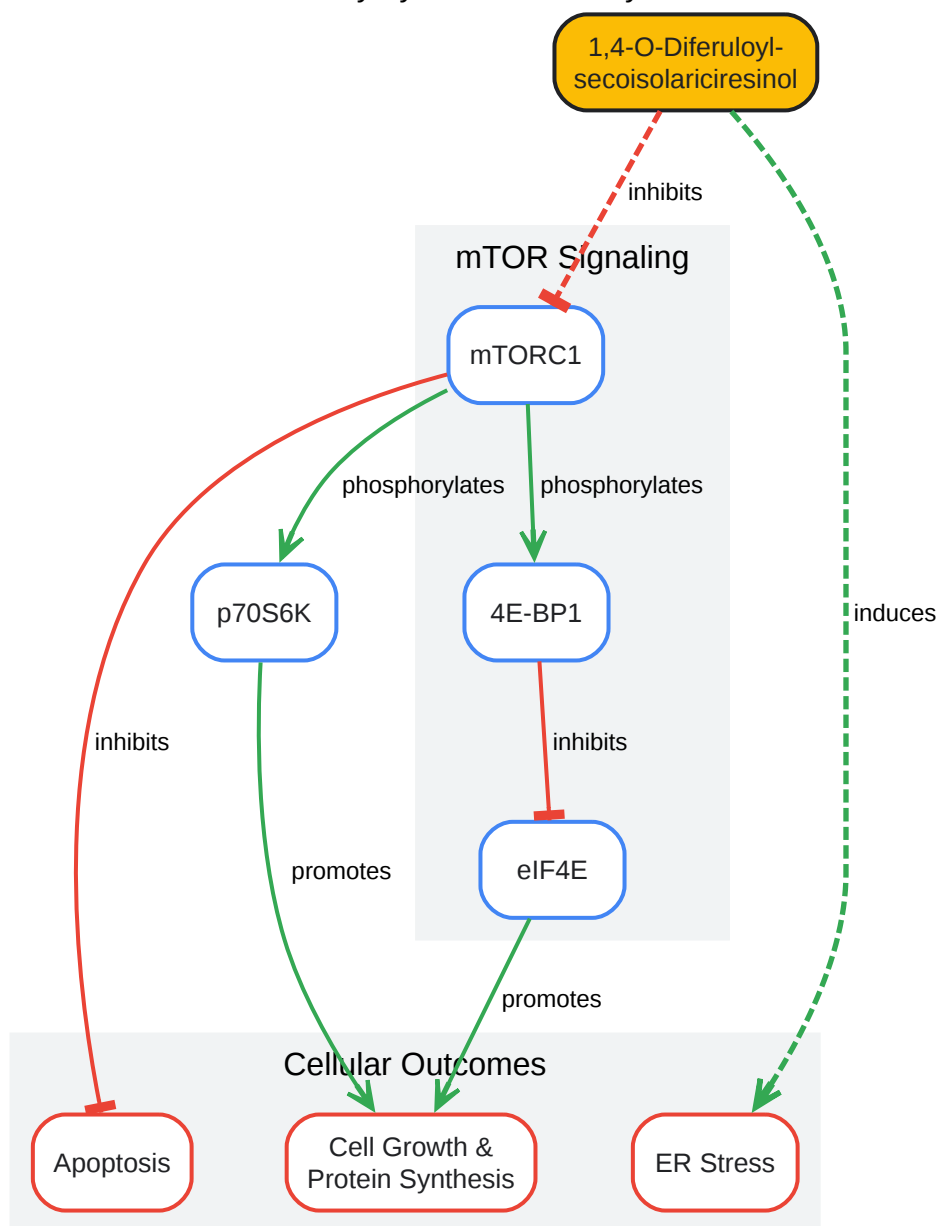 1,4-O-Diferuloyl-
secoisolariciresinol
inhibits
mTOR Signaling
mTORC1
phosphorylates
phosphorylates
p70S6K
4E-BP1
induces
inhibits
inhibits
eIF4E
promotes
promotes
Cellular Outcomes
Apoptosis
Cell Growth &
Protein Synthesis
ER Stress